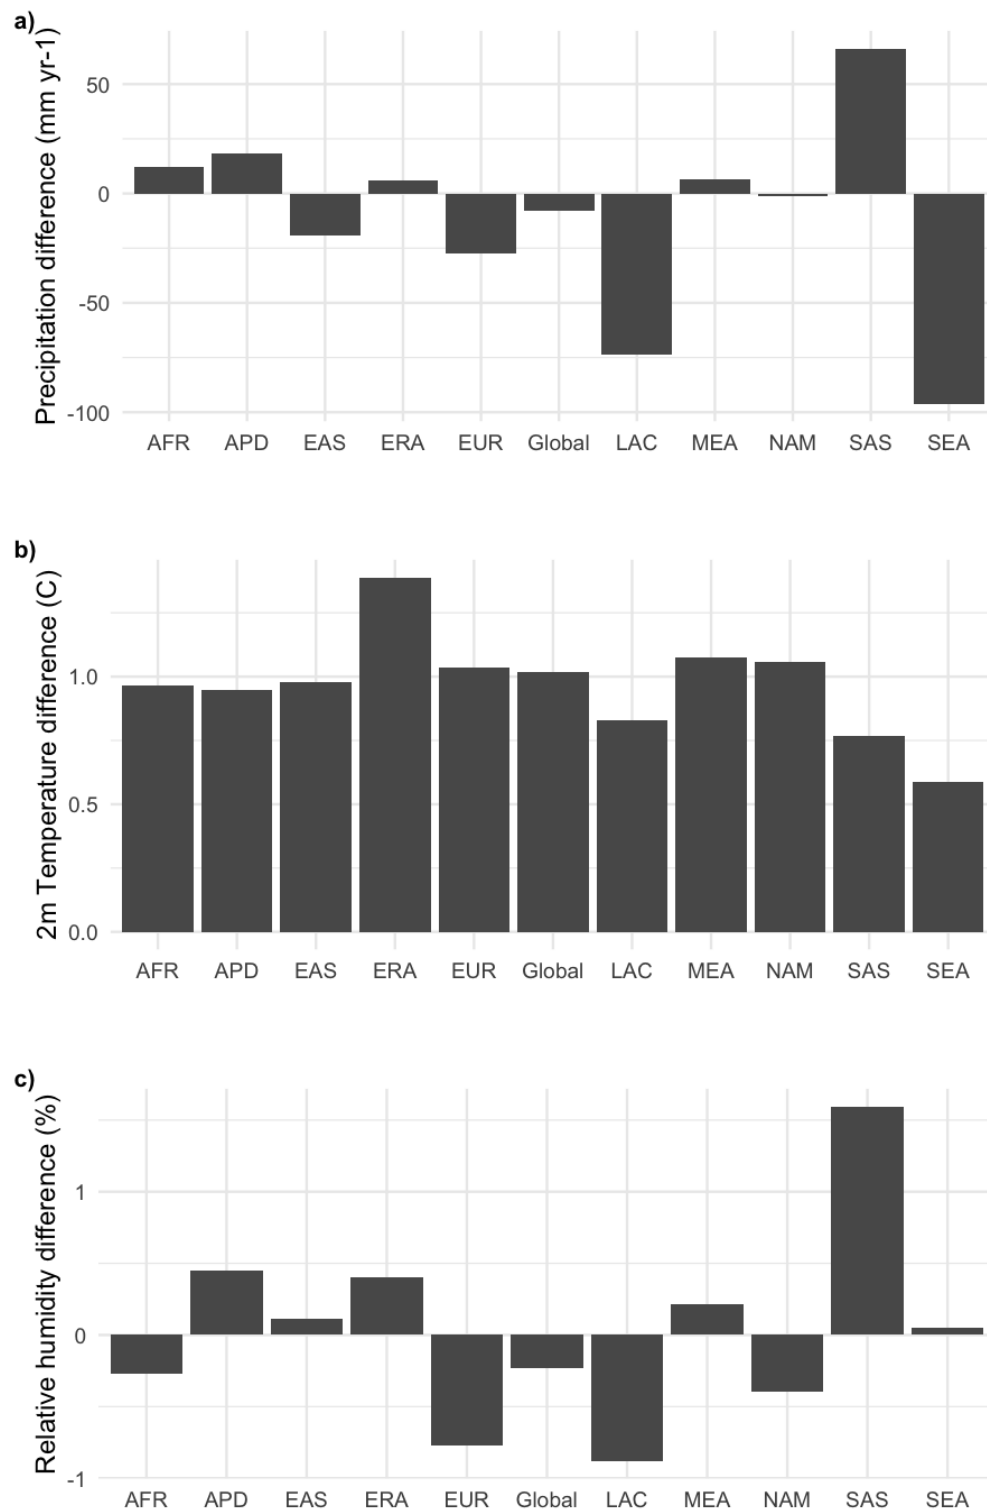 a)
Precipitation difference (mm yr-1)
50
0
-50
-100
AFR APD EAS ERA EUR Global LAC MEA NAM SAS SEA
b)
2m Temperature difference (C)
1.0
0.5
0.0
AFR APD EAS ERA EUR Global LAC MEA NAM SAS SEA
c)
Relative humidity difference (%)
1
0
-1
AFR APD EAS ERA EUR Global LAC MEA NAM SAS SEA